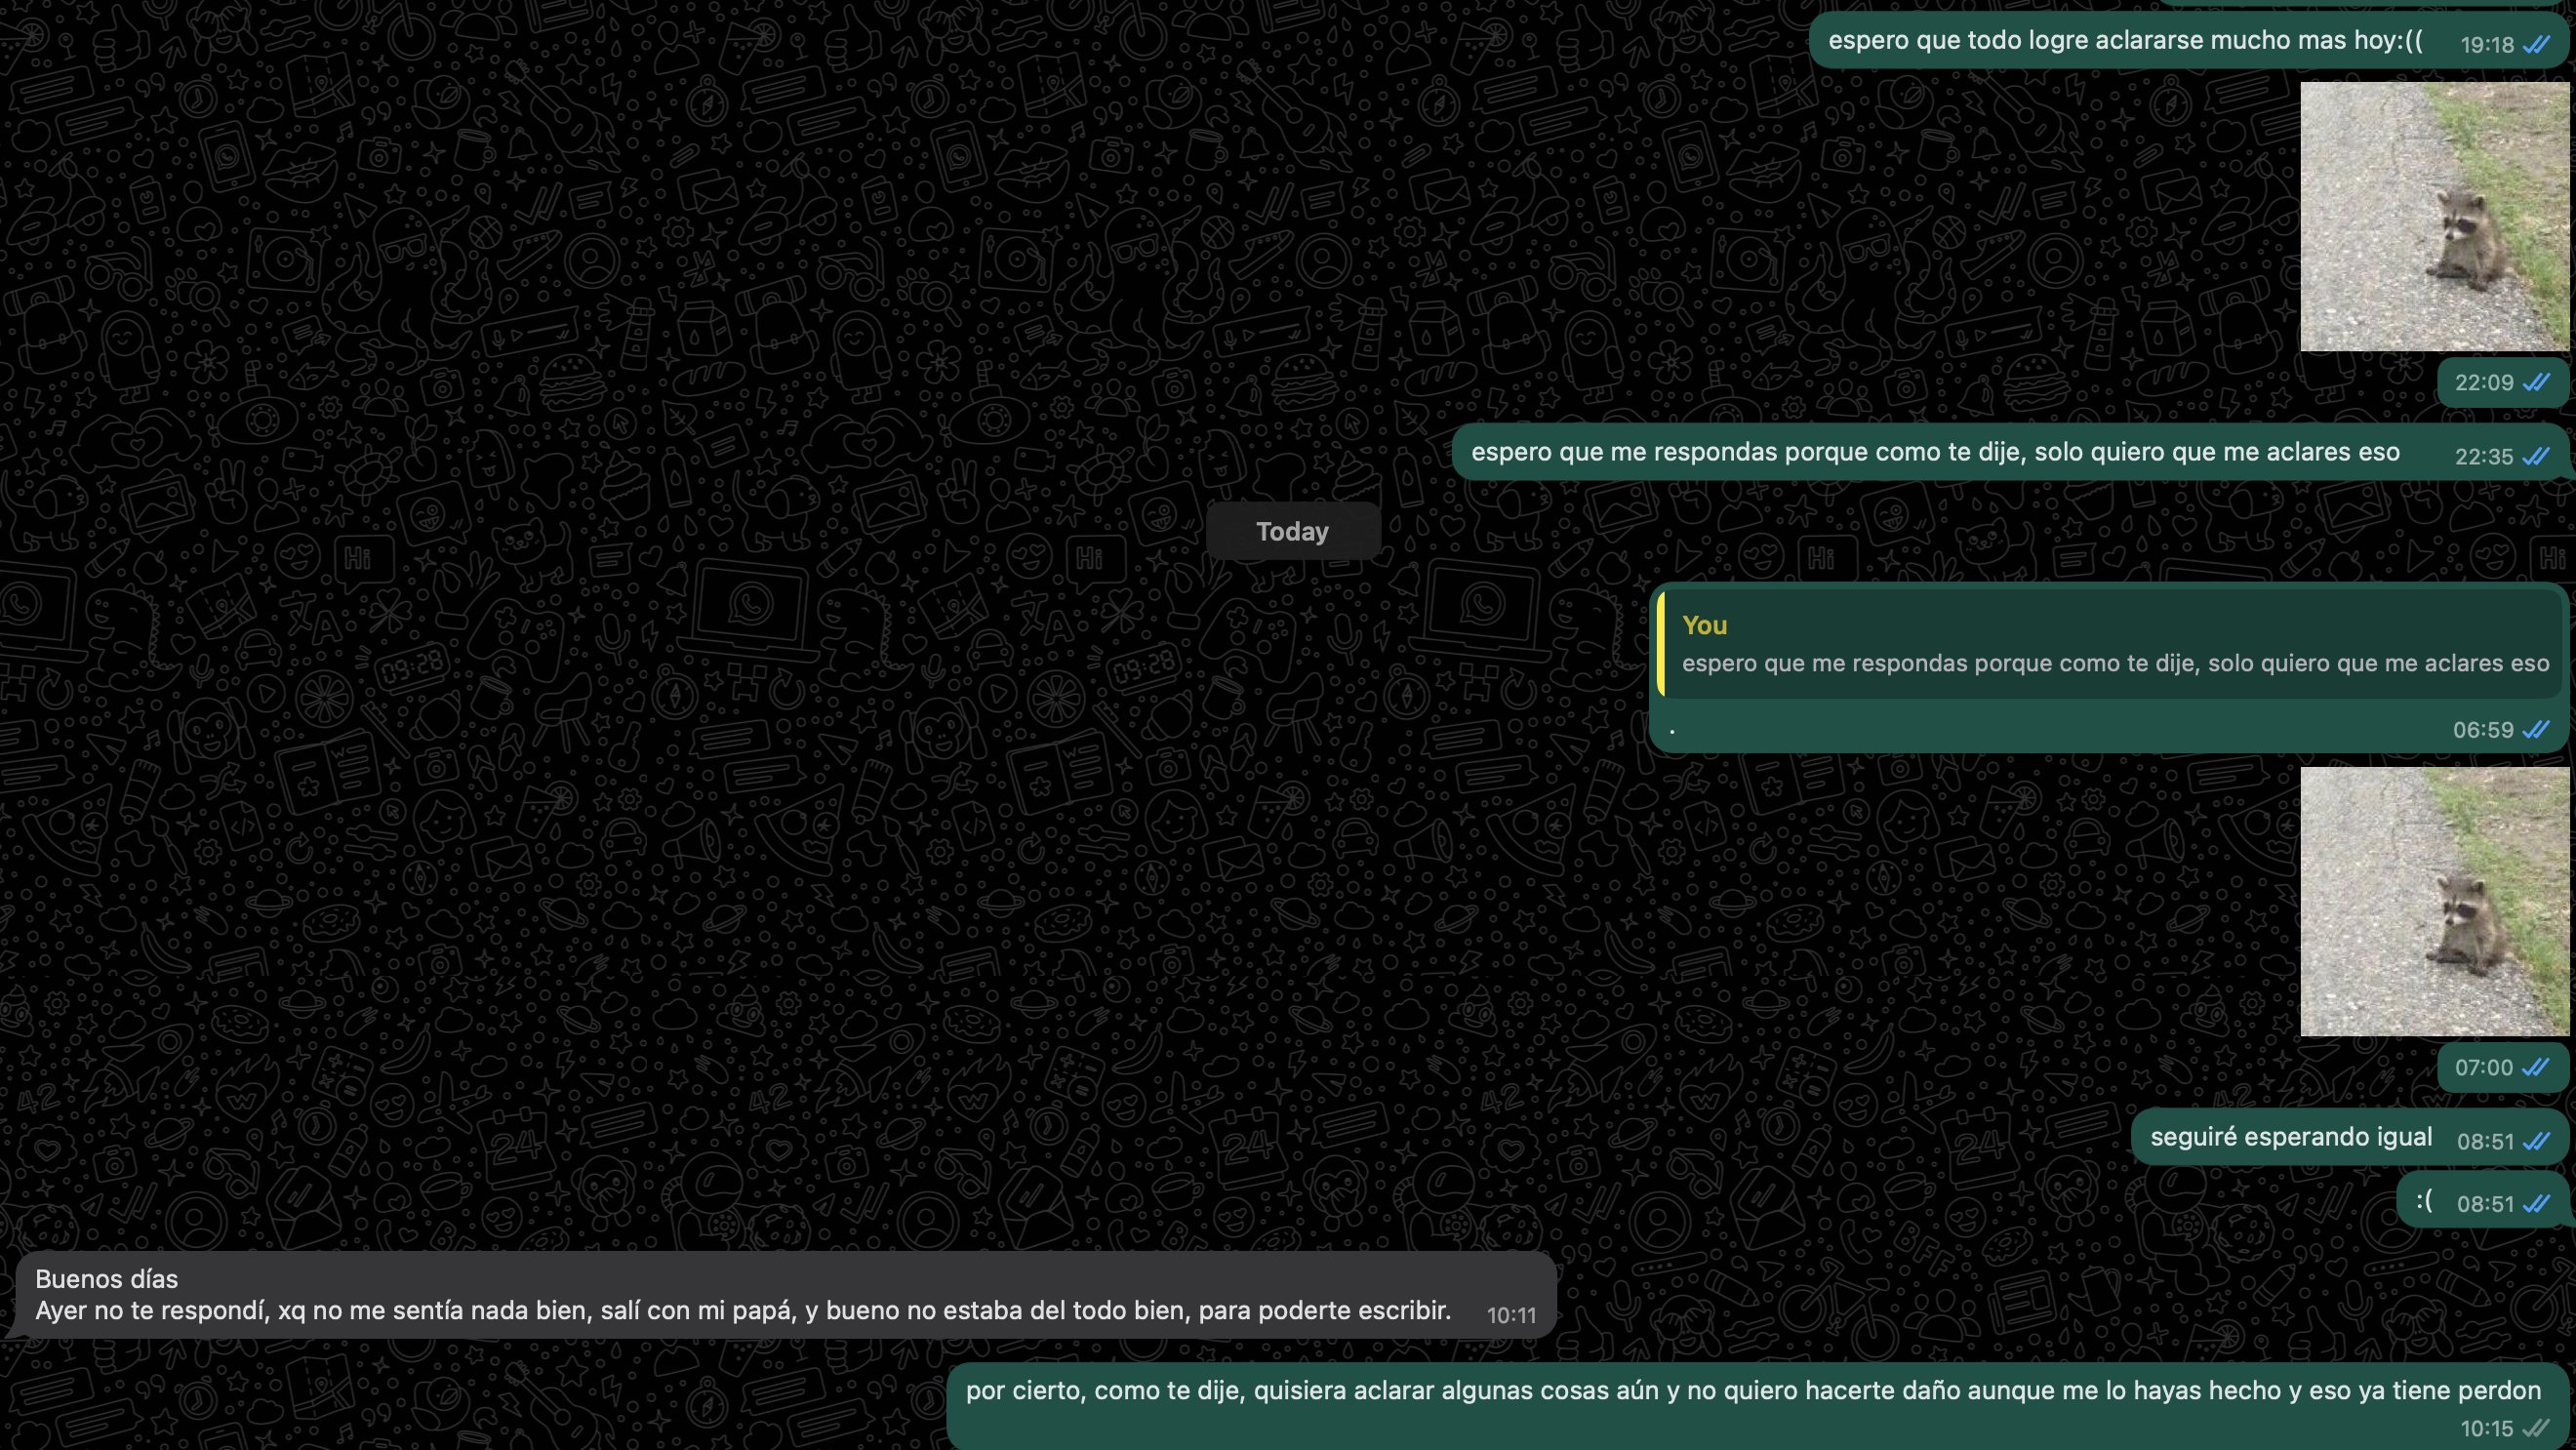 espero que todo logre aclararse mucho mas hoy:((
19:18
22:09
espero que me respondas porque como te dije, solo quiero que me aclares eso
22:35
Today
You
espero que me respondas porque como te dije, solo quiero que me aclares eso
.
06:59
07:00
seguiré esperando igual
08:51
:(
08:51
Buenos días
Ayer no te respondí, xq no me sentía nada bien, salí con mi papá, y bueno no estaba del todo bien, para poderte escribir.
10:11
por cierto, como te dije, quisiera aclarar algunas cosas aún y no quiero hacerte daño aunque me lo hayas hecho y eso ya tiene perdon
10:15